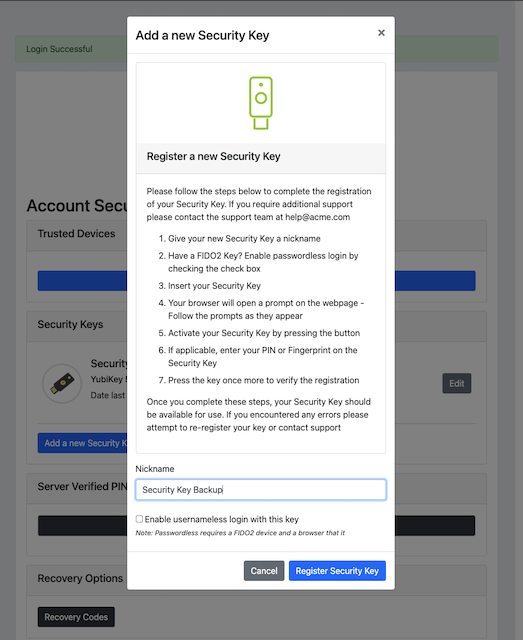 Add a new Security Key
×
Login Successful
Register a new Security Key
Please follow the steps below to complete the registration
of your Security Key. If you require additional support
please contact the support team at help@acme.com
1. Give your new Security Key a nickname
2. Have a FIDO2 Key? Enable passwordless login by
checking the check box
3. Insert your Security Key
4. Your browser will open a prompt on the webpage -
Follow the prompts as they appear
5. Activate your Security Key by pressing the button
6. If applicable, enter your PIN or Fingerprint on the
Security Key
7. Press the key once more to verify the registration
Once you complete these steps, your Security Key should
be available for use. If you encountered any errors please
attempt to re-register your key or contact support
Nickname
Security Key Backup
Enable usernameless login with this key
Note: Passwordless requires a FIDO2 device and a browser that it
Cancel
Register Security Key
Account Secu
Trusted Devices
Security Keys
Security
YubiKey
Date last
Edit
Add a new Security K
Server Verified PIN
Recovery Options
Recovery Codes